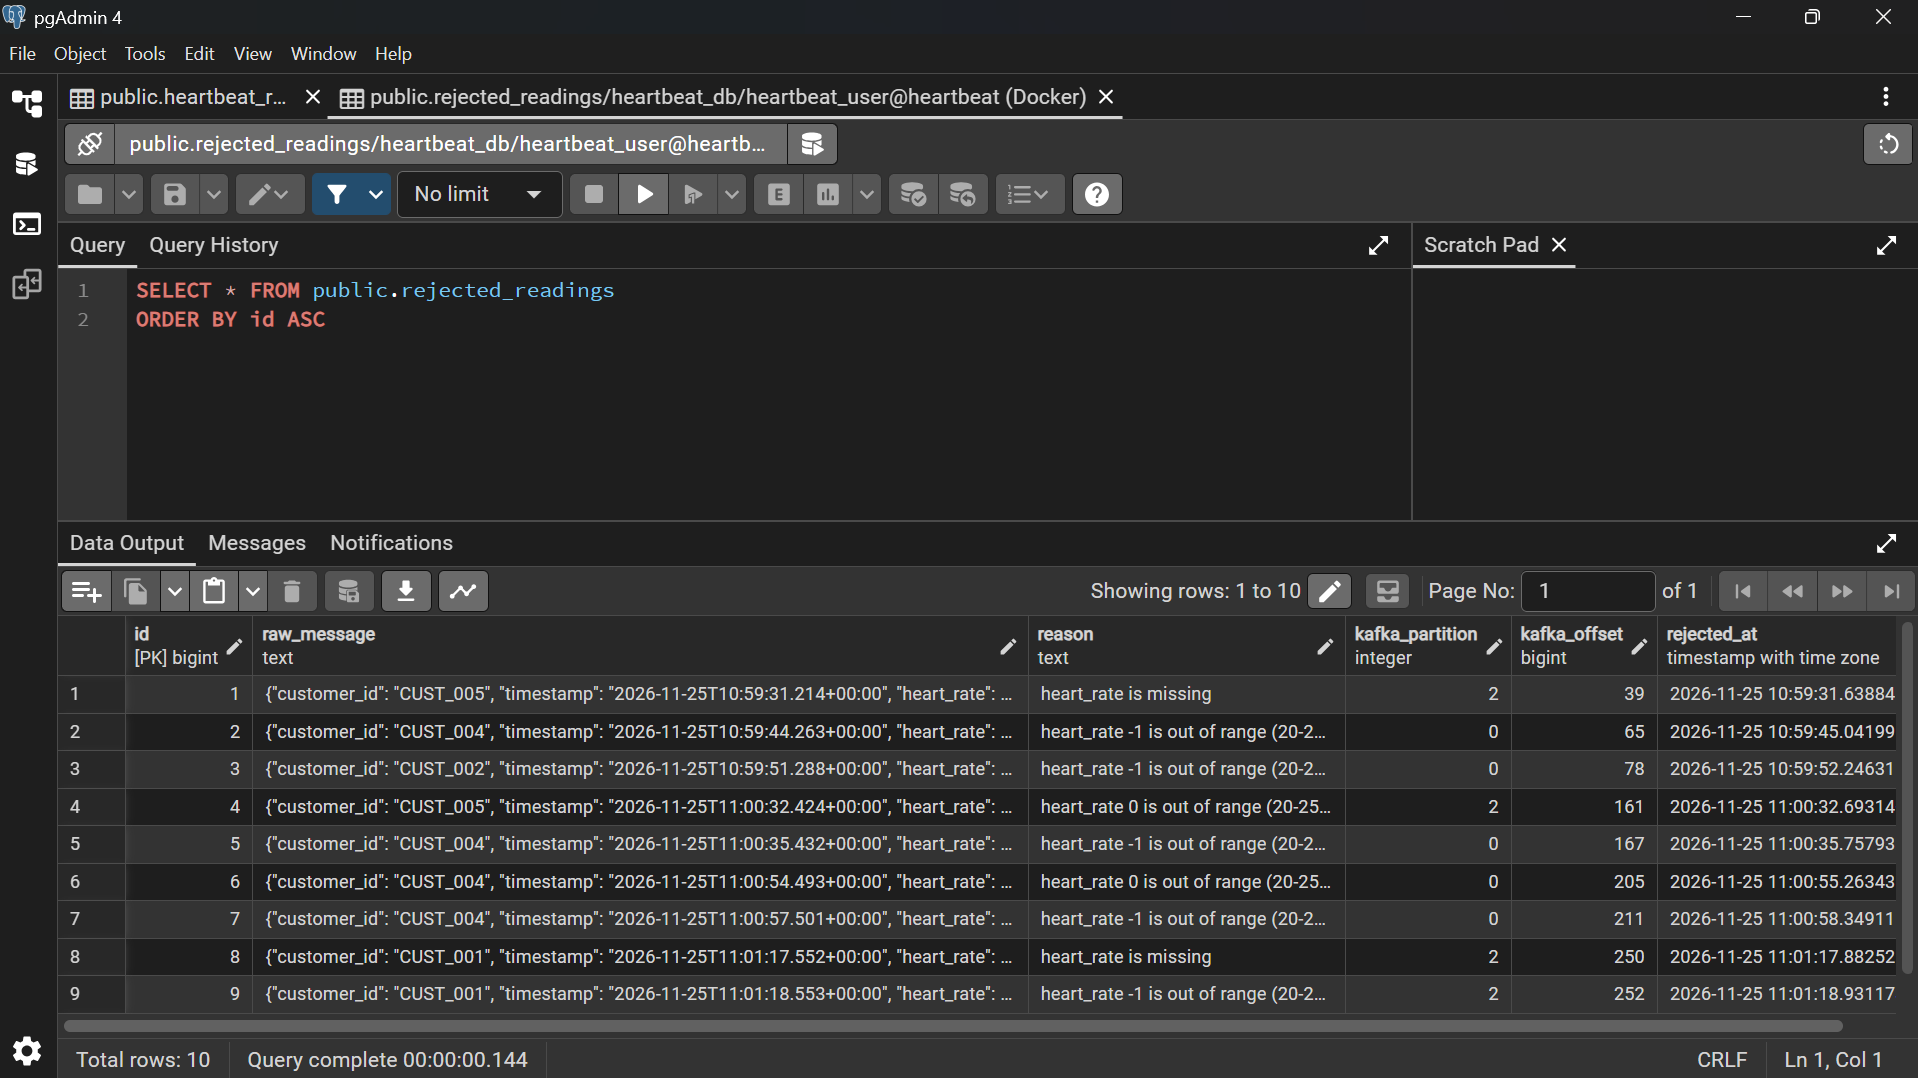 pgAdmin 4
File Object Tools Edit View Window Help
public.heartbeat_r... public.rejected_readings/heartbeat_db/heartbeat_user@heartbeat (Docker)
public.rejected_readings/heartbeat_db/heartbeat_user@heartb...
No limit E
Query Query History Scratch Pad
1 SELECT * FROM public.rejected_readings
2 ORDER BY id ASC
Data Output Messages Notifications
Showing rows: 1 to 10 Page No: 1 of 1
id raw_message reason kafka_partition kafka_offset rejected_at
[PK] bigint text text integer bigint timestamp with time zone
1 1 {"customer_id": "CUST_005", "timestamp": "2026-11-25T10:59:31.214+00:00", "heart_rate": ... heart_rate is missing 2 39 2026-11-25 10:59:31.63884
2 2 {"customer_id": "CUST_004", "timestamp": "2026-11-25T10:59:44.263+00:00", "heart_rate": ... heart_rate -1 is out of range (20-2... 0 65 2026-11-25 10:59:45.04199
3 3 {"customer_id": "CUST_002", "timestamp": "2026-11-25T10:59:51.288+00:00", "heart_rate": ... heart_rate -1 is out of range (20-2... 0 78 2026-11-25 10:59:52.24631
4 4 {"customer_id": "CUST_005", "timestamp": "2026-11-25T11:00:32.424+00:00", "heart_rate": ... heart_rate 0 is out of range (20-25... 2 161 2026-11-25 11:00:32.69314
5 5 {"customer_id": "CUST_004", "timestamp": "2026-11-25T11:00:35.432+00:00", "heart_rate": ... heart_rate -1 is out of range (20-2... 0 167 2026-11-25 11:00:35.75793
6 6 {"customer_id": "CUST_004", "timestamp": "2026-11-25T11:00:54.493+00:00", "heart_rate": ... heart_rate 0 is out of range (20-25... 0 205 2026-11-25 11:00:55.26343
7 7 {"customer_id": "CUST_004", "timestamp": "2026-11-25T11:00:57.501+00:00", "heart_rate": ... heart_rate -1 is out of range (20-2... 0 211 2026-11-25 11:00:58.34911
8 8 {"customer_id": "CUST_001", "timestamp": "2026-11-25T11:01:17.552+00:00", "heart_rate": ... heart_rate is missing 2 250 2026-11-25 11:01:17.88252
9 9 {"customer_id": "CUST_001", "timestamp": "2026-11-25T11:01:18.553+00:00", "heart_rate": ... heart_rate -1 is out of range (20-2... 2 252 2026-11-25 11:01:18.93117
Total rows: 10 Query complete 00:00:00.144 CRLF Ln 1, Col 1